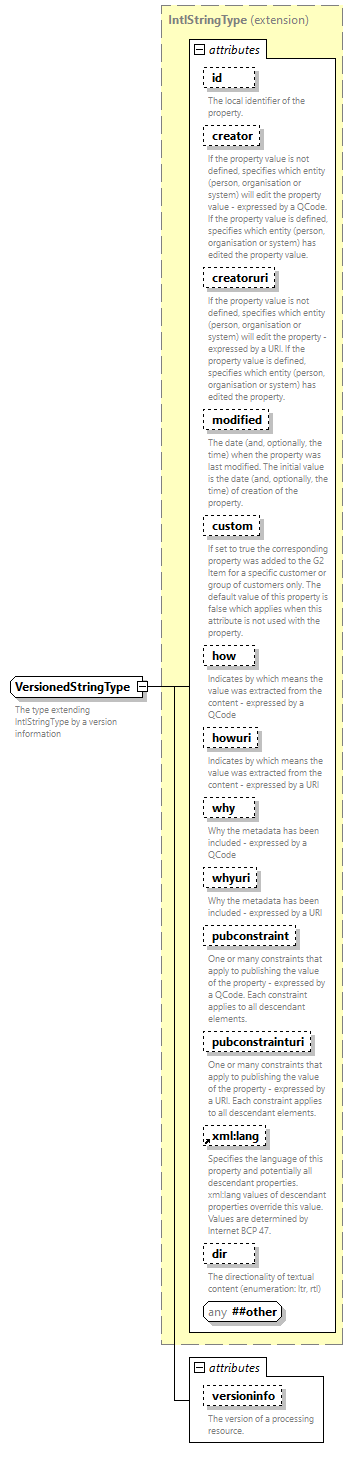 IntlStringType (extension)
attributes
id
The local identifier of the
property.
creator
If the property value is not
defined, specifies which entity
(person, organisation or
system) will edit the property
value - expressed by a QCode.
If the property value is defined,
specifies which entity (person,
organisation or system) has
edited the property value.
creatoruri
If the property value is not
defined, specifies which entity
(person, organisation or
system) will edit the property -
expressed by a URI. If the
property value is defined,
specifies which entity (person,
organisation or system) has
edited the property.
modified
The date (and, optionally, the
time) when the property was
last modified. The initial value
is the date (and, optionally, the
time) of creation of the
property.
custom
If set to true the corresponding
property was added to the G2
Item for a specific customer or
group of customers only. The
default value of this property is
false which applies when this
attribute is not used with the
property.
how
Indicates by which means the
value was extracted from the
content - expressed by a
QCode
VersionedStringType
The type extending
IntlStringType by a version
information
howuri
Indicates by which means the
value was extracted from the
content - expressed by a URI
why
Why the metadata has been
included - expressed by a
QCode
whyuri
Why the metadata has been
included - expressed by a URI
pubconstraint
One or many constraints that
apply to publishing the value
of the property - expressed by
a QCode. Each constraint
applies to all descendant
elements.
pubconstrainturi
One or many constraints that
apply to publishing the value
of the property - expressed by
a URI. Each constraint applies
to all descendant elements.
xml:lang
Specifies the language of this
property and potentially all
descendant properties.
xml:lang values of descendant
properties override this value.
Values are determined by
Internet BCP 47.
dir
The directionality of textual
content (enumeration: ltr, rtl)
any ##other
attributes
versioninfo
The version of a processing
resource.